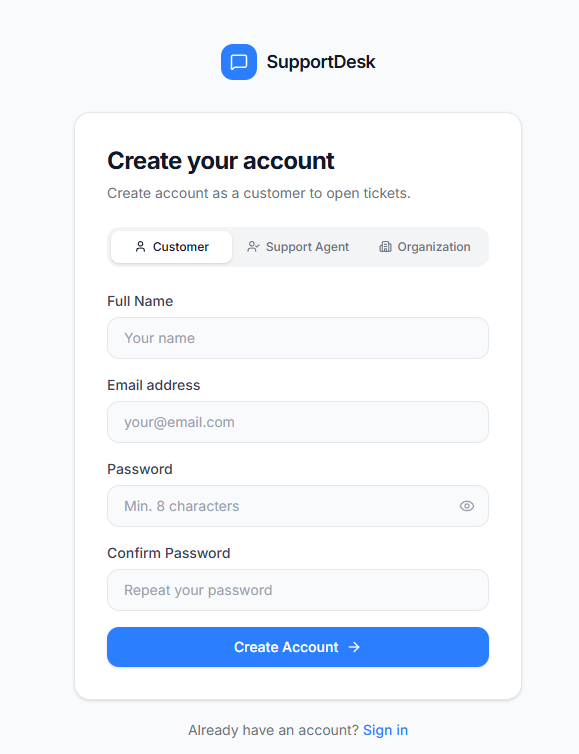 SupportDesk
Create your account
Create account as a customer to open tickets.
Customer Support Agent Organization
Full Name
Your name
Email address
your@email.com
Password
Min. 8 characters
Confirm Password
Repeat your password
Create Account →
Already have an account? Sign in